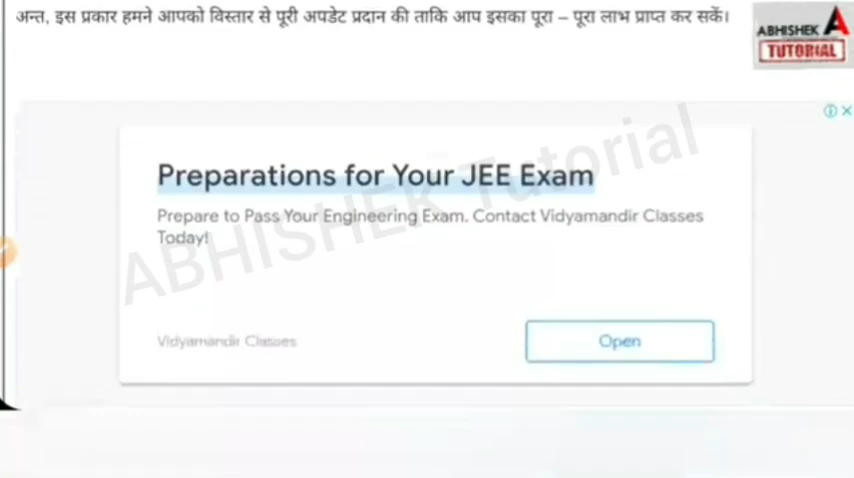 अन्त, इस प्रकार हमने आपको विस्तार से पूरी अपडेट प्रदान की ताकि आप इसका पूरा – पूरा लाभ प्राप्त कर सकें।
ABHISHEK A
TUTORIAL
Preparations for Your JEE Exam
Prepare to Pass Your Engineering Exam. Contact Vidyamandir Classes
Today!
ABHISHEK Tutorial
Vidyamandir Classes
Open